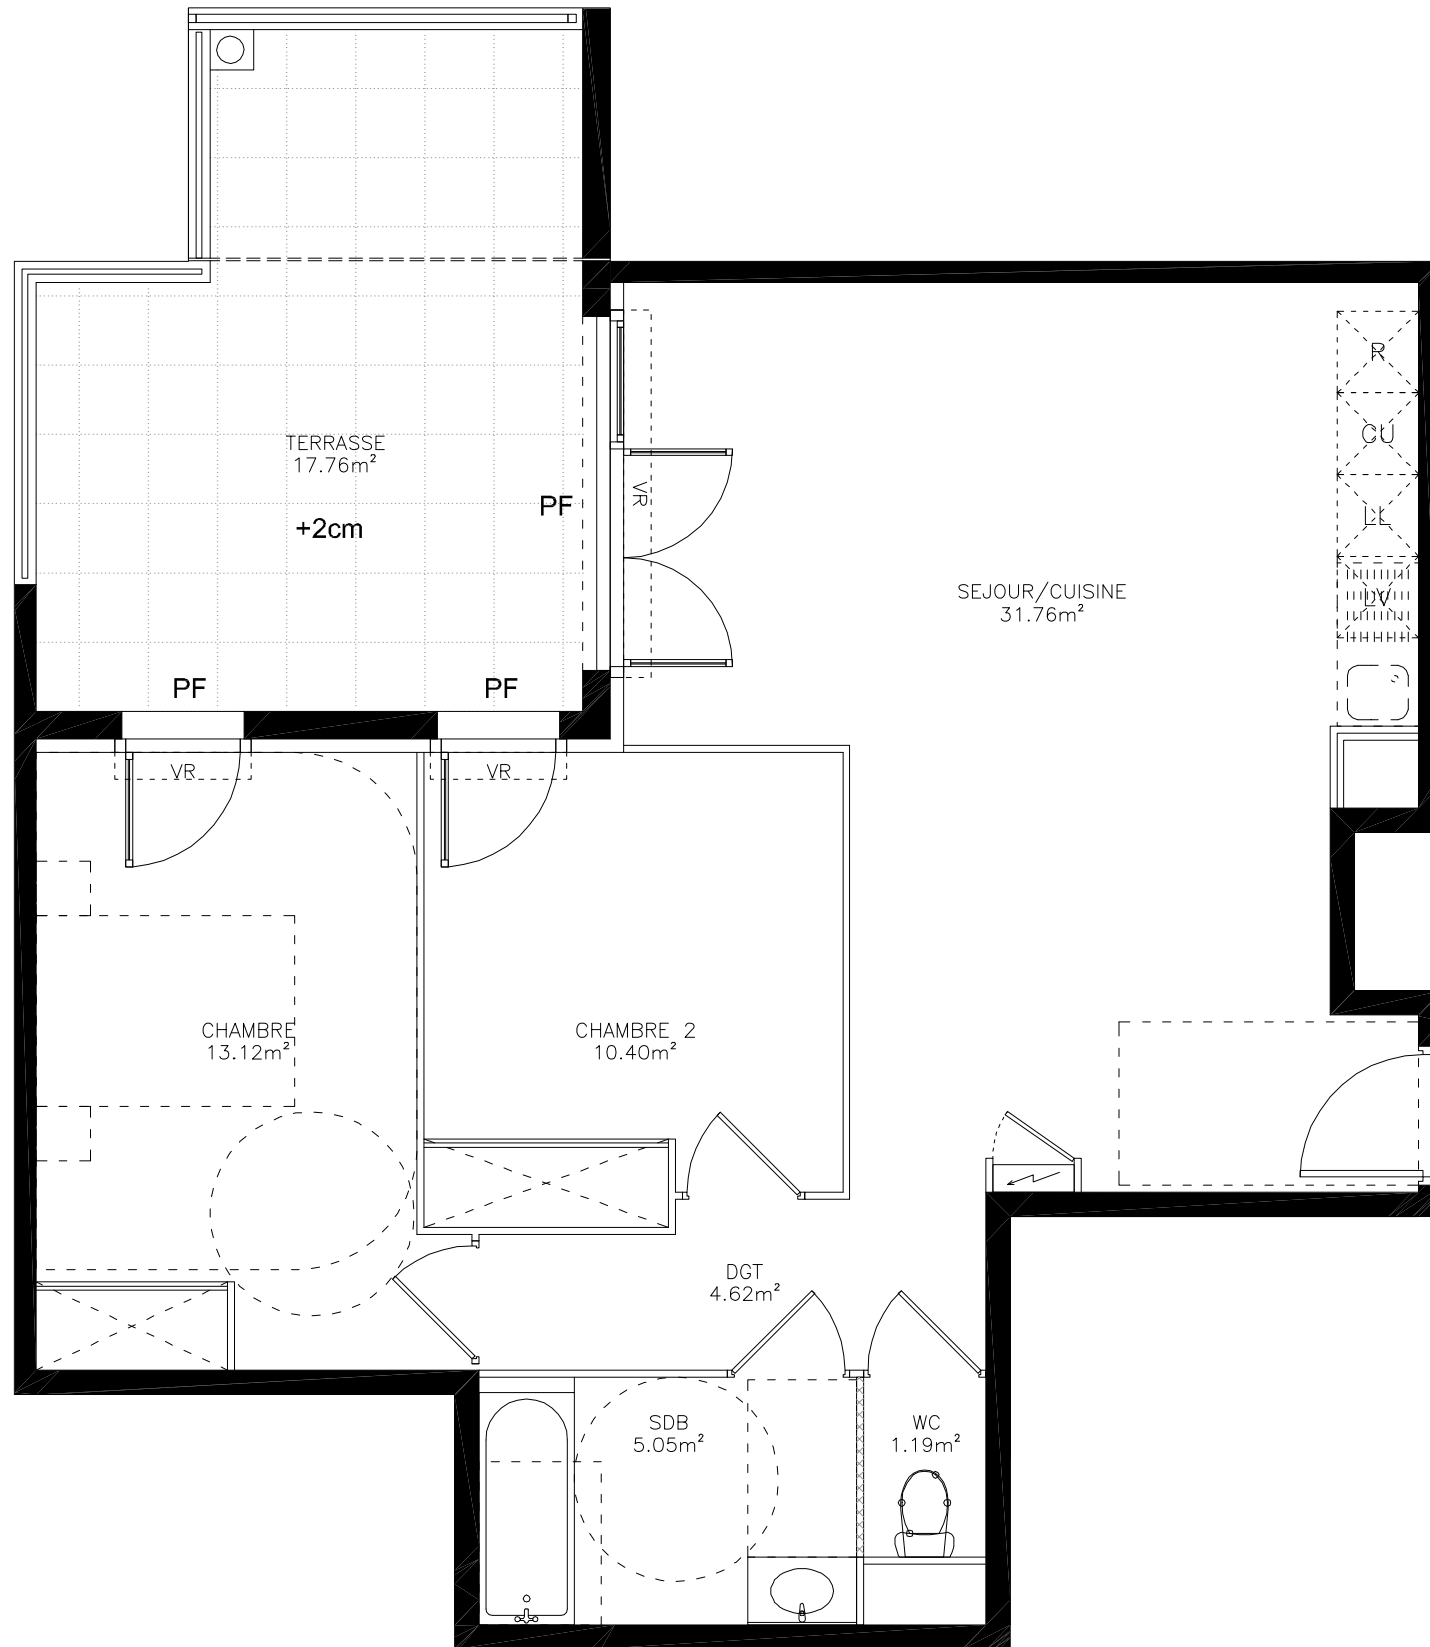 R
CU
TERRASSE
17.76m²
LL
VR
PF
+2cm
SEJOUR/CUISINE
31.76m²
LV
PF
PF
VR
VR
CHAMBRE
13.12m²
CHAMBRE 2
10.40m²
DGT
4.62m²
SDB
5.05m²
WC
1.19m²